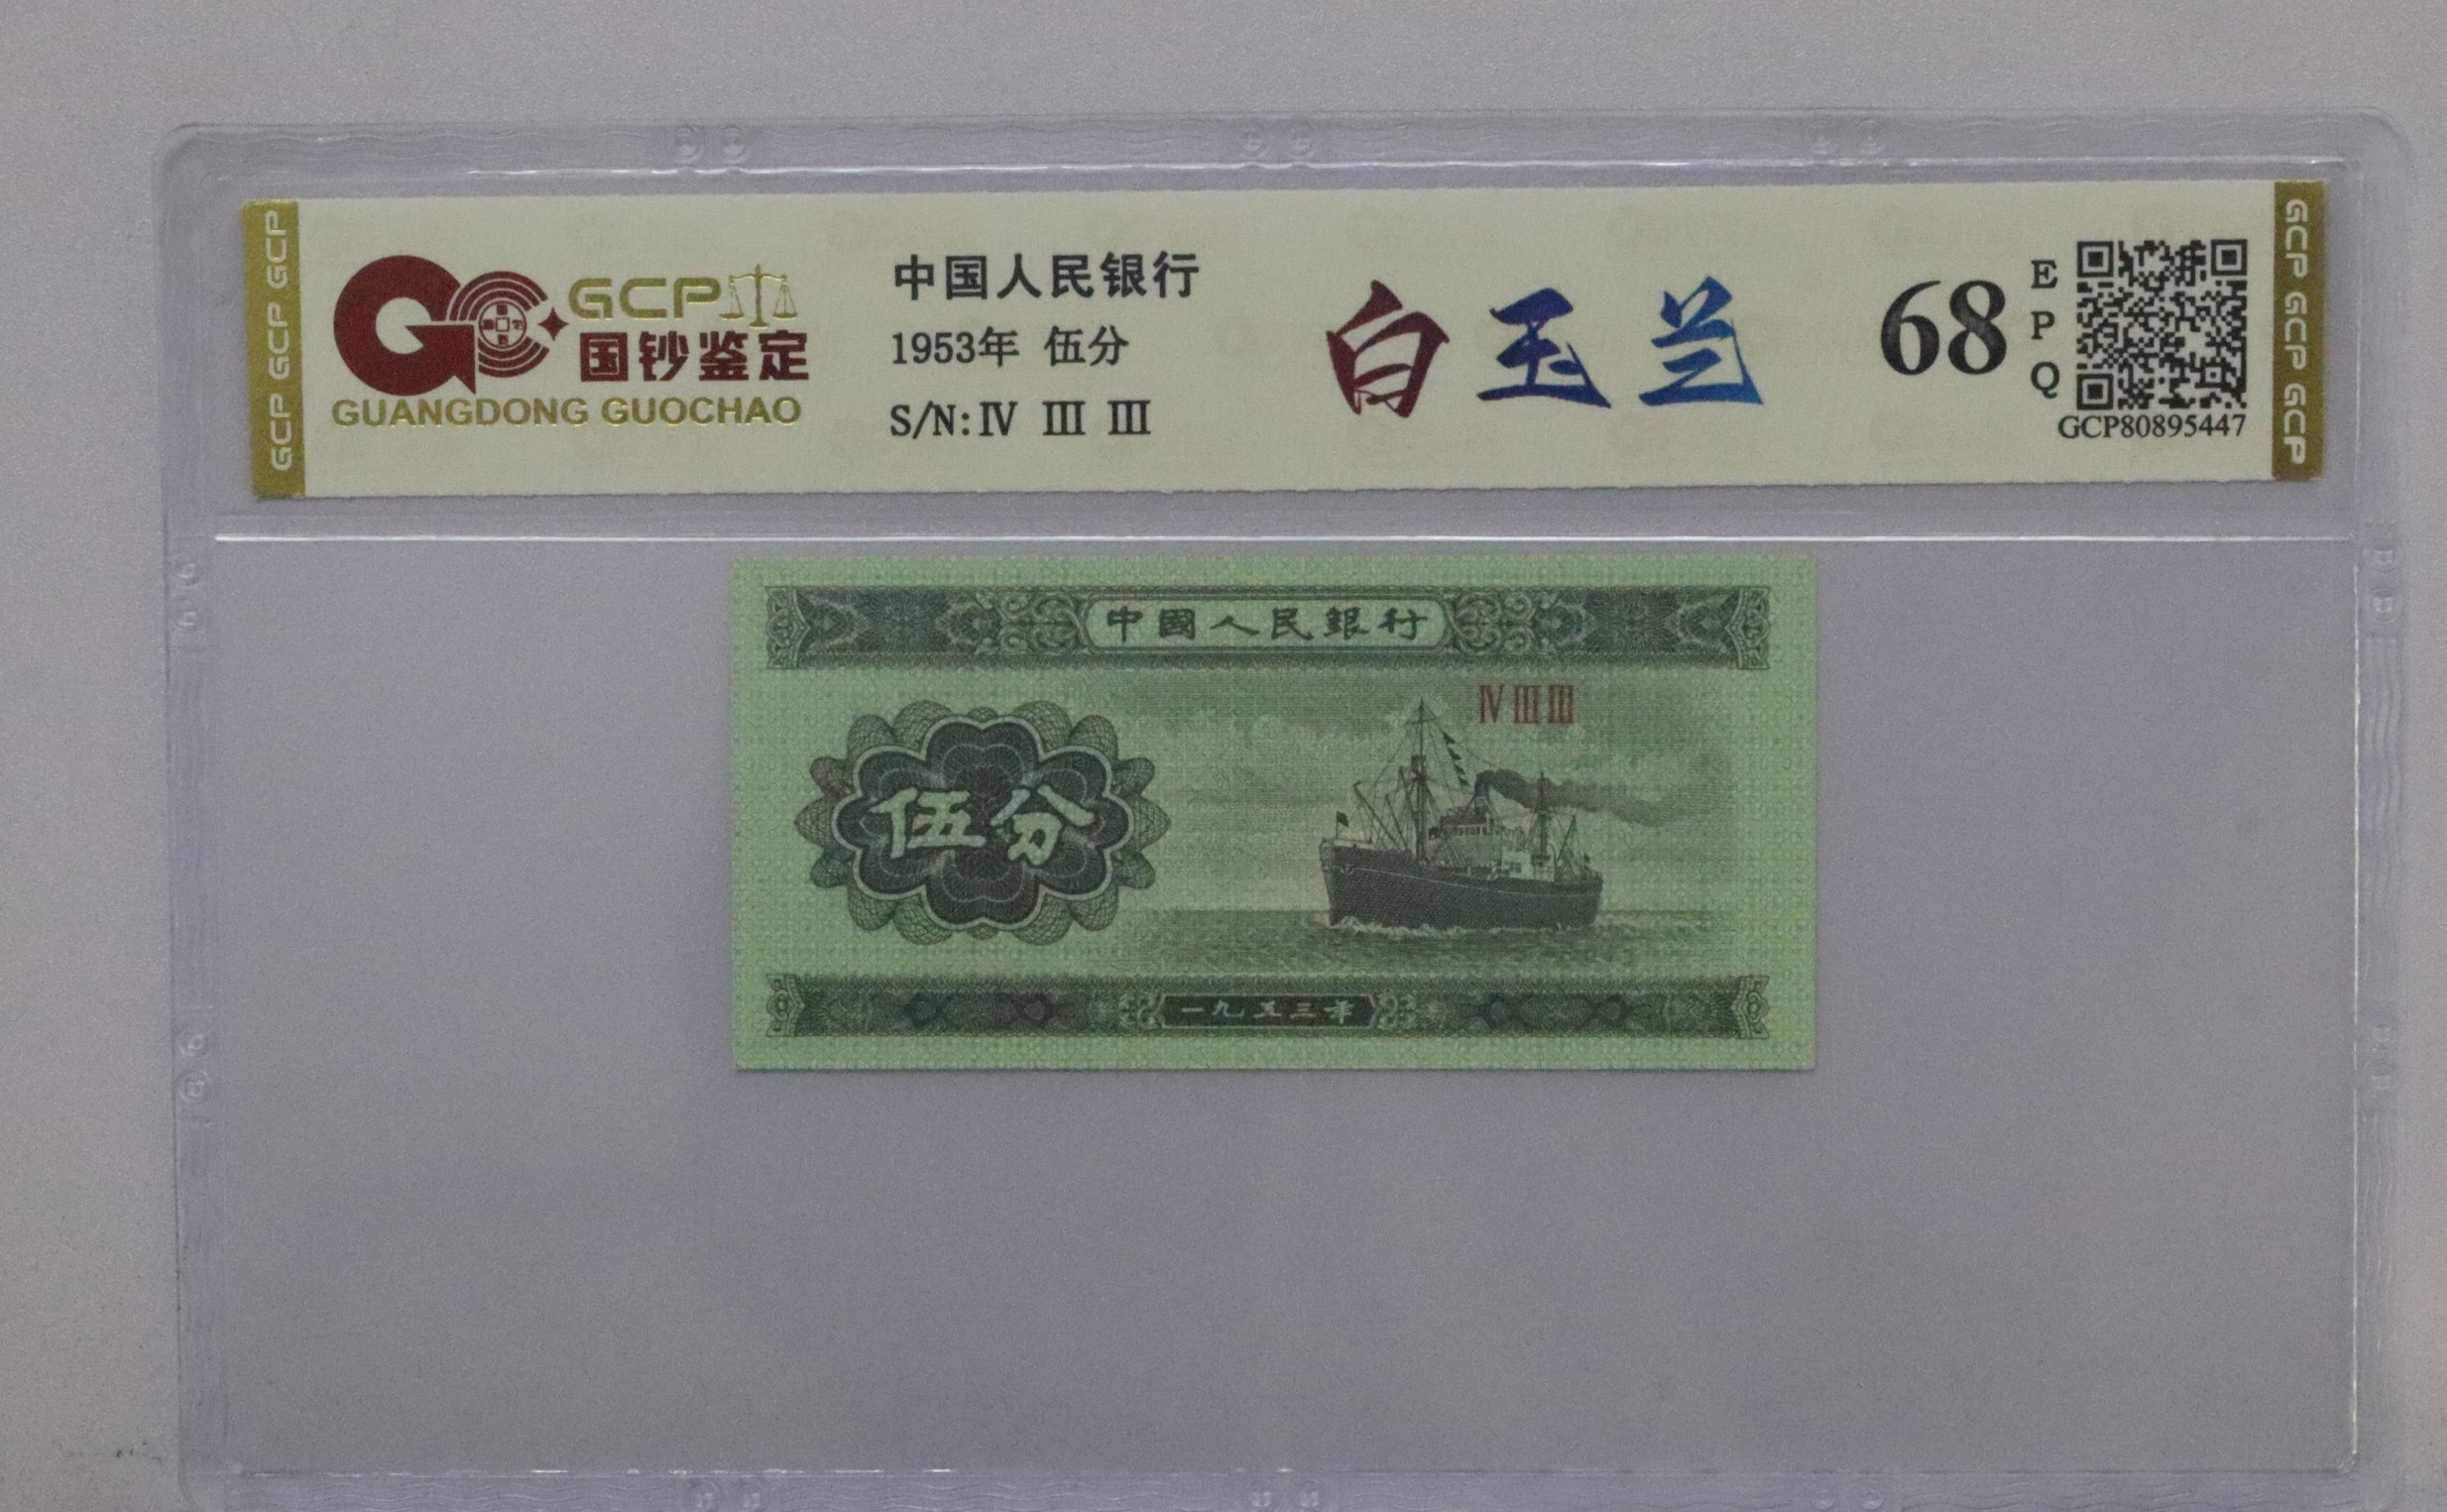 GCP GCP GCP
GCP
国钞鉴定
GUANGDONG GUOCHAO
中国人民银行
1953年 伍分
S/N:Ⅳ Ⅲ Ⅲ
白玉兰
68
E
P
Q
GCP80895447
GCP GCP GCP
中國人民銀行
Ⅳ Ⅲ Ⅲ
伍分
一九五三年